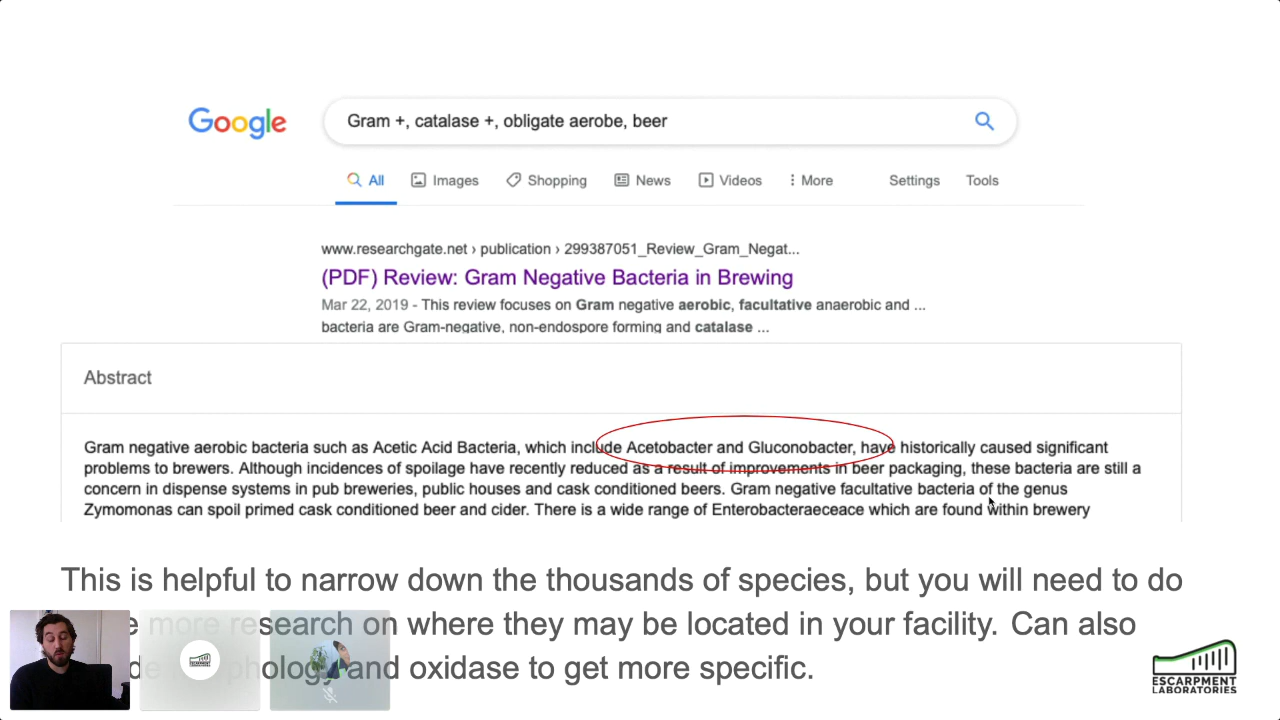 Google
Gram +, catalase +, obligate aerobe, beer
All Images Shopping News Videos More Settings Tools
www.researchgate.net › publication › 299387051_Review_Gram_Negat...
(PDF) Review: Gram Negative Bacteria in Brewing
Mar 22, 2019 - This review focuses on Gram negative aerobic, facultative anaerobic and ...
bacteria are Gram-negative, non-endospore forming and catalase ...
Abstract
Gram negative aerobic bacteria such as Acetic Acid Bacteria, which include Acetobacter and Gluconobacter, have historically caused significant
problems to brewers. Although incidences of spoilage have recently reduced as a result of improvements in beer packaging, these bacteria are still a
concern in dispense systems in pub breweries, public houses and cask conditioned beers. Gram negative facultative bacteria of the genus
Zymomonas can spoil primed cask conditioned beer and cider. There is a wide range of Enterobacteraeceace which are found within brewery
This is helpful to narrow down the thousands of species, but you will need to do
more research on where they may be located in your facility. Can also
and oxidase to get more specific.
ESCARPMENT
LABORATORIES